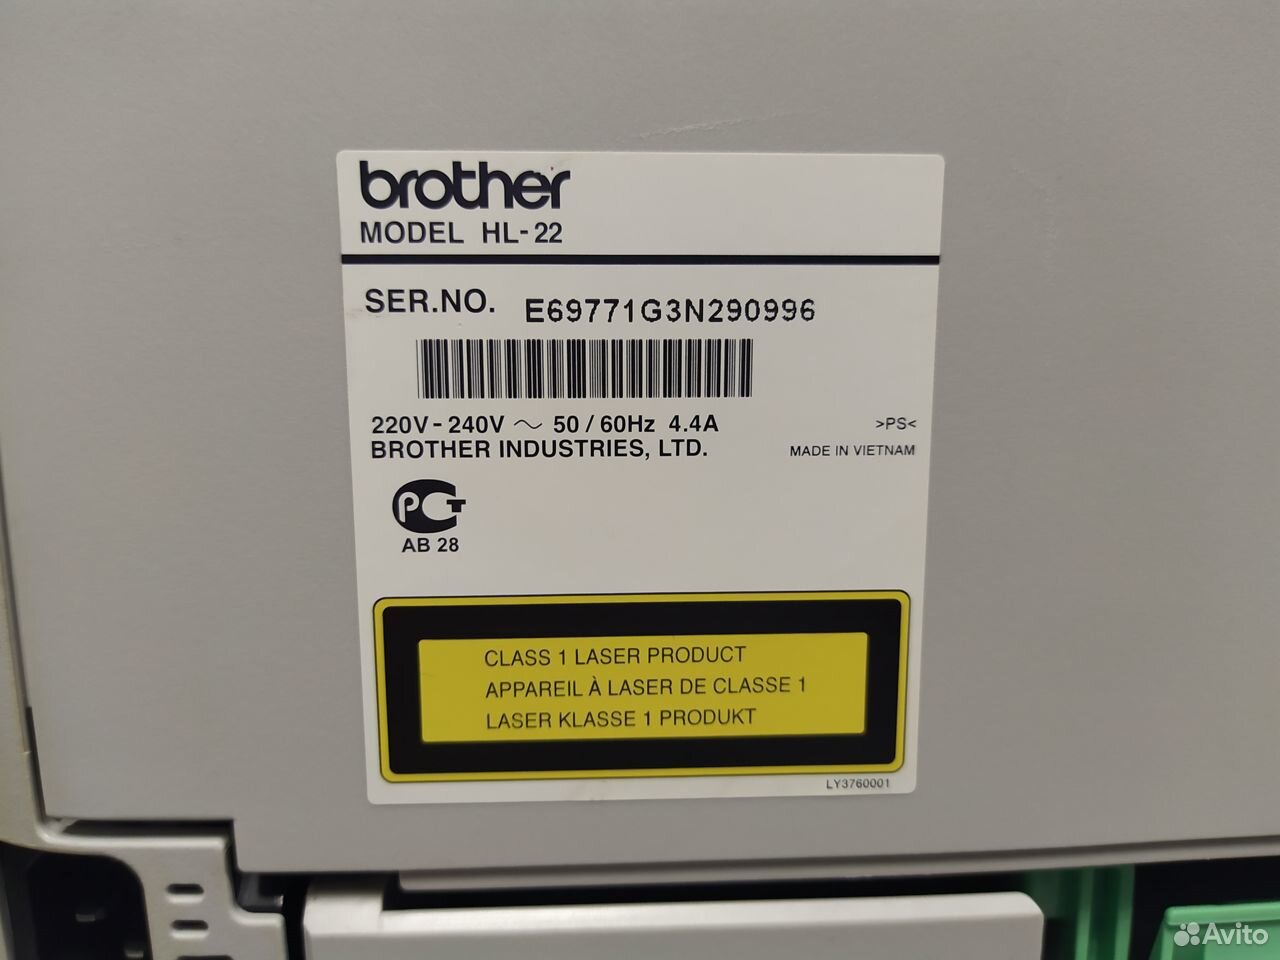 brother
MODEL HL-22
SER.NO. E69771G3N290996
220V-240V ~ 50/60Hz 4.4A >PS<
BROTHER INDUSTRIES, LTD. MADE IN VIETNAM
РСТ
AB 28
CLASS 1 LASER PRODUCT
APPAREIL À LASER DE CLASSE 1
LASER KLASSE 1 PRODUKT
LY3760001
Avito